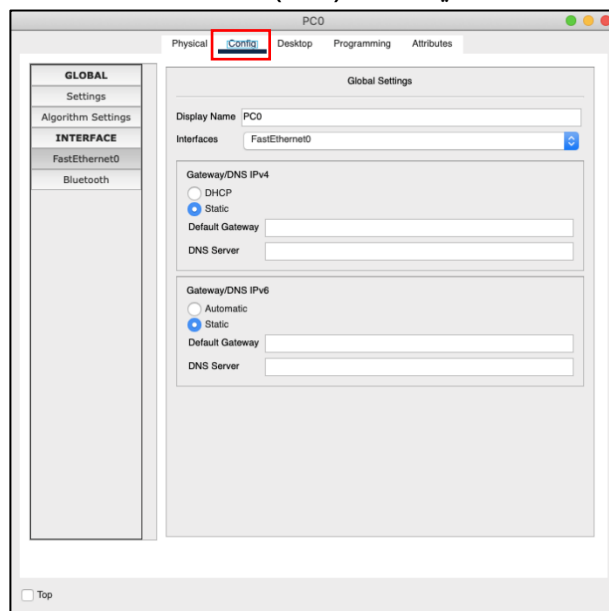 PC0
Physical Config Desktop Programming Attributes
GLOBAL
Settings
Algorithm Settings
INTERFACE
FastEthernet0
Bluetooth
Global Settings
Display Name PC0
Interfaces FastEthernet0
Gateway/DNS IPv4
DHCP
Static
Default Gateway
DNS Server
Gateway/DNS IPv6
Automatic
Static
Default Gateway
DNS Server
Top